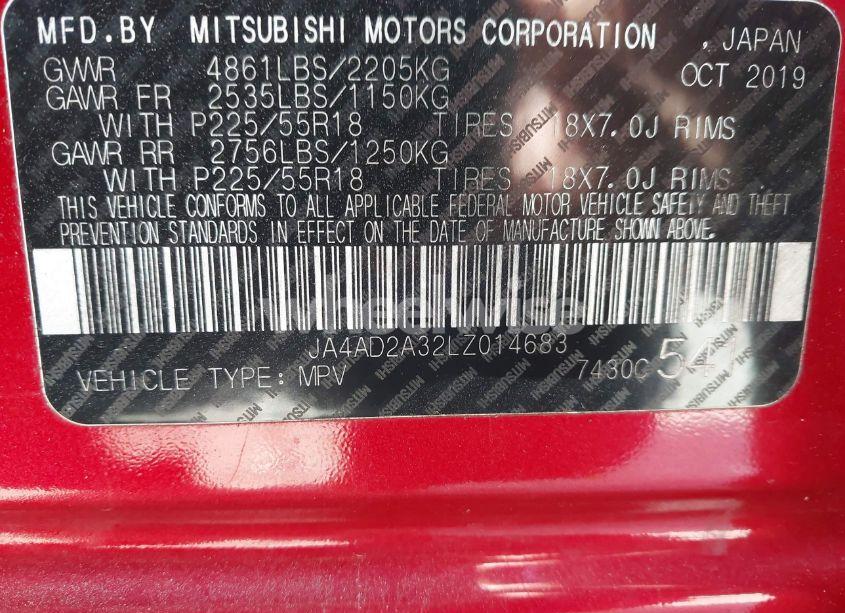 MFD.BY MITSUBISHI MOTORS CORPORATION , JAPAN
GVWR 4861LBS/2205KG OCT 2019
GAWR FR 2535LBS/1150KG
WITH P225/55R18 TIRES 18X7.0J RIMS
GAWR RR 2756LBS/1250KG
WITH P225/55R18 TIRES 18X7.0J RIMS
THIS VEHICLE CONFORMS TO ALL APPLICABLE FEDERAL MOTOR VEHICLE SAFETY AND THEFT
PREVENTION STANDARDS IN EFFECT ON THE DATE OF MANUFACTURE SHOWN ABOVE.
JA4AD2A32LZ014683
VEHICLE TYPE: MPV 7430C 541